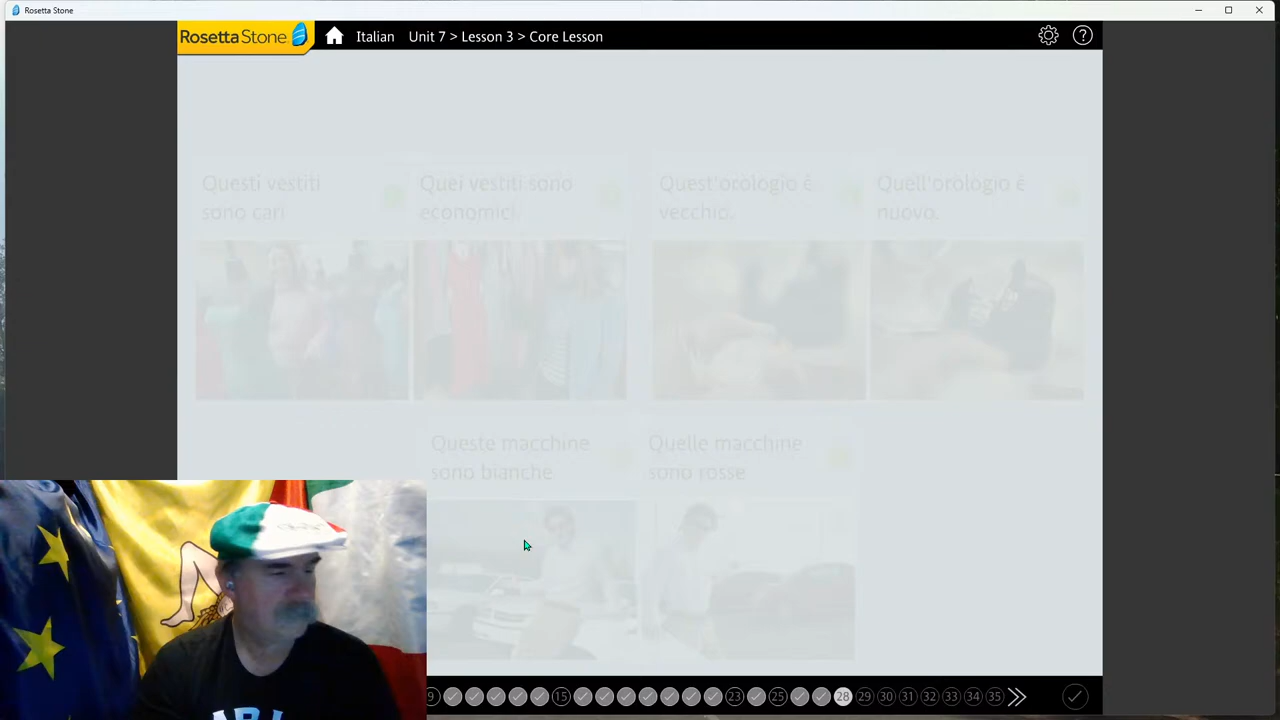 Rosetta Stone
RosettaStone
Italian Unit 7 > Lesson 3 > Core Lesson
?
Questi vestiti
sono cari
Quei vestiti sono
economici.
Quest'orologio è
vecchio.
Quell'orologio è
nuovo.
Queste macchine
sono bianche
Quelle macchine
sono rosse
9 15 23 25 28 29 30 31 32 33 34 35